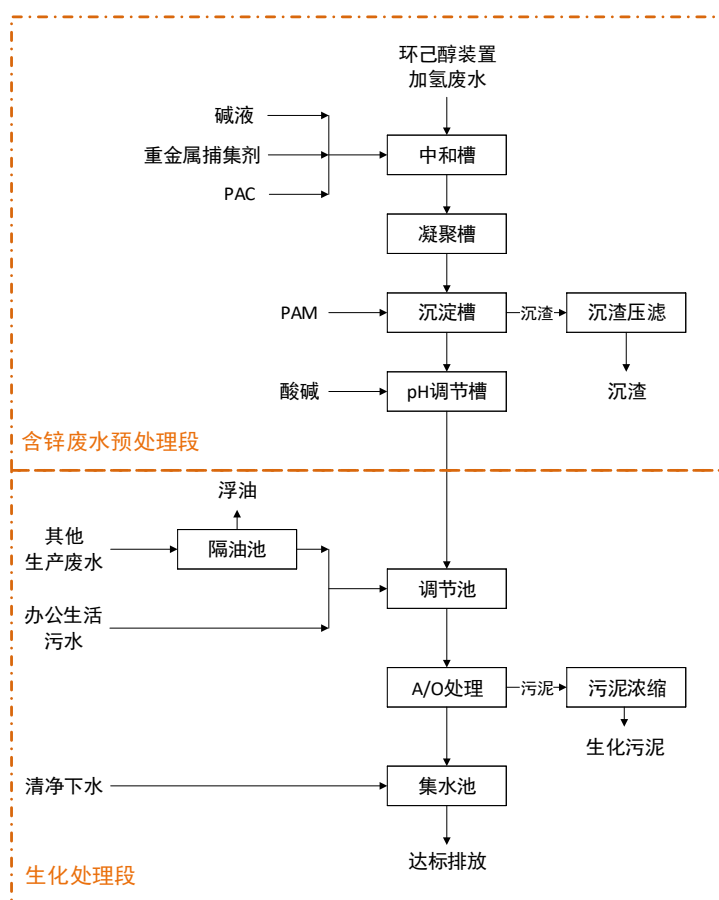 环己醇装置
加氢废水
碱液
重金属捕集剂
中和槽
PAC
凝聚槽
PAM
沉淀槽
沉渣
沉渣压滤
酸碱
pH调节槽
沉渣
含锌废水预处理段
浮油
其他
生产废水
隔油池
调节池
办公生活
污水
A/O处理
污泥
污泥浓缩
生化污泥
清净下水
集水池
达标排放
生化处理段